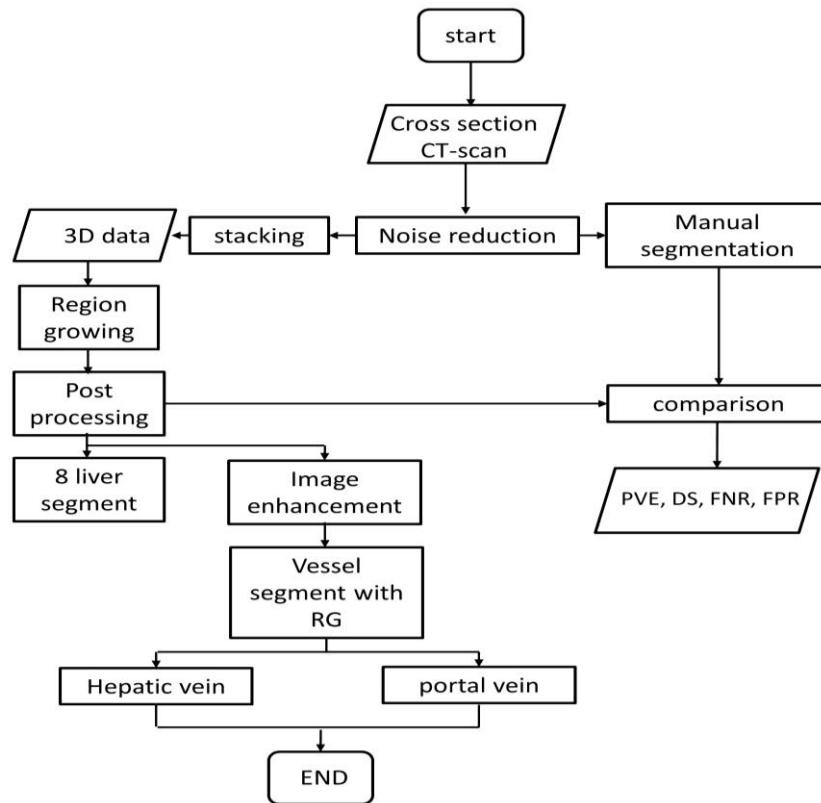 start
Cross section
CT-scan
3D data
stacking
Noise reduction
Manual
segmentation
Region
growing
Post
processing
comparison
8 liver
segment
Image
enhancement
PVE, DS, FNR, FPR
Vessel
segment with
RG
Hepatic vein
portal vein
END